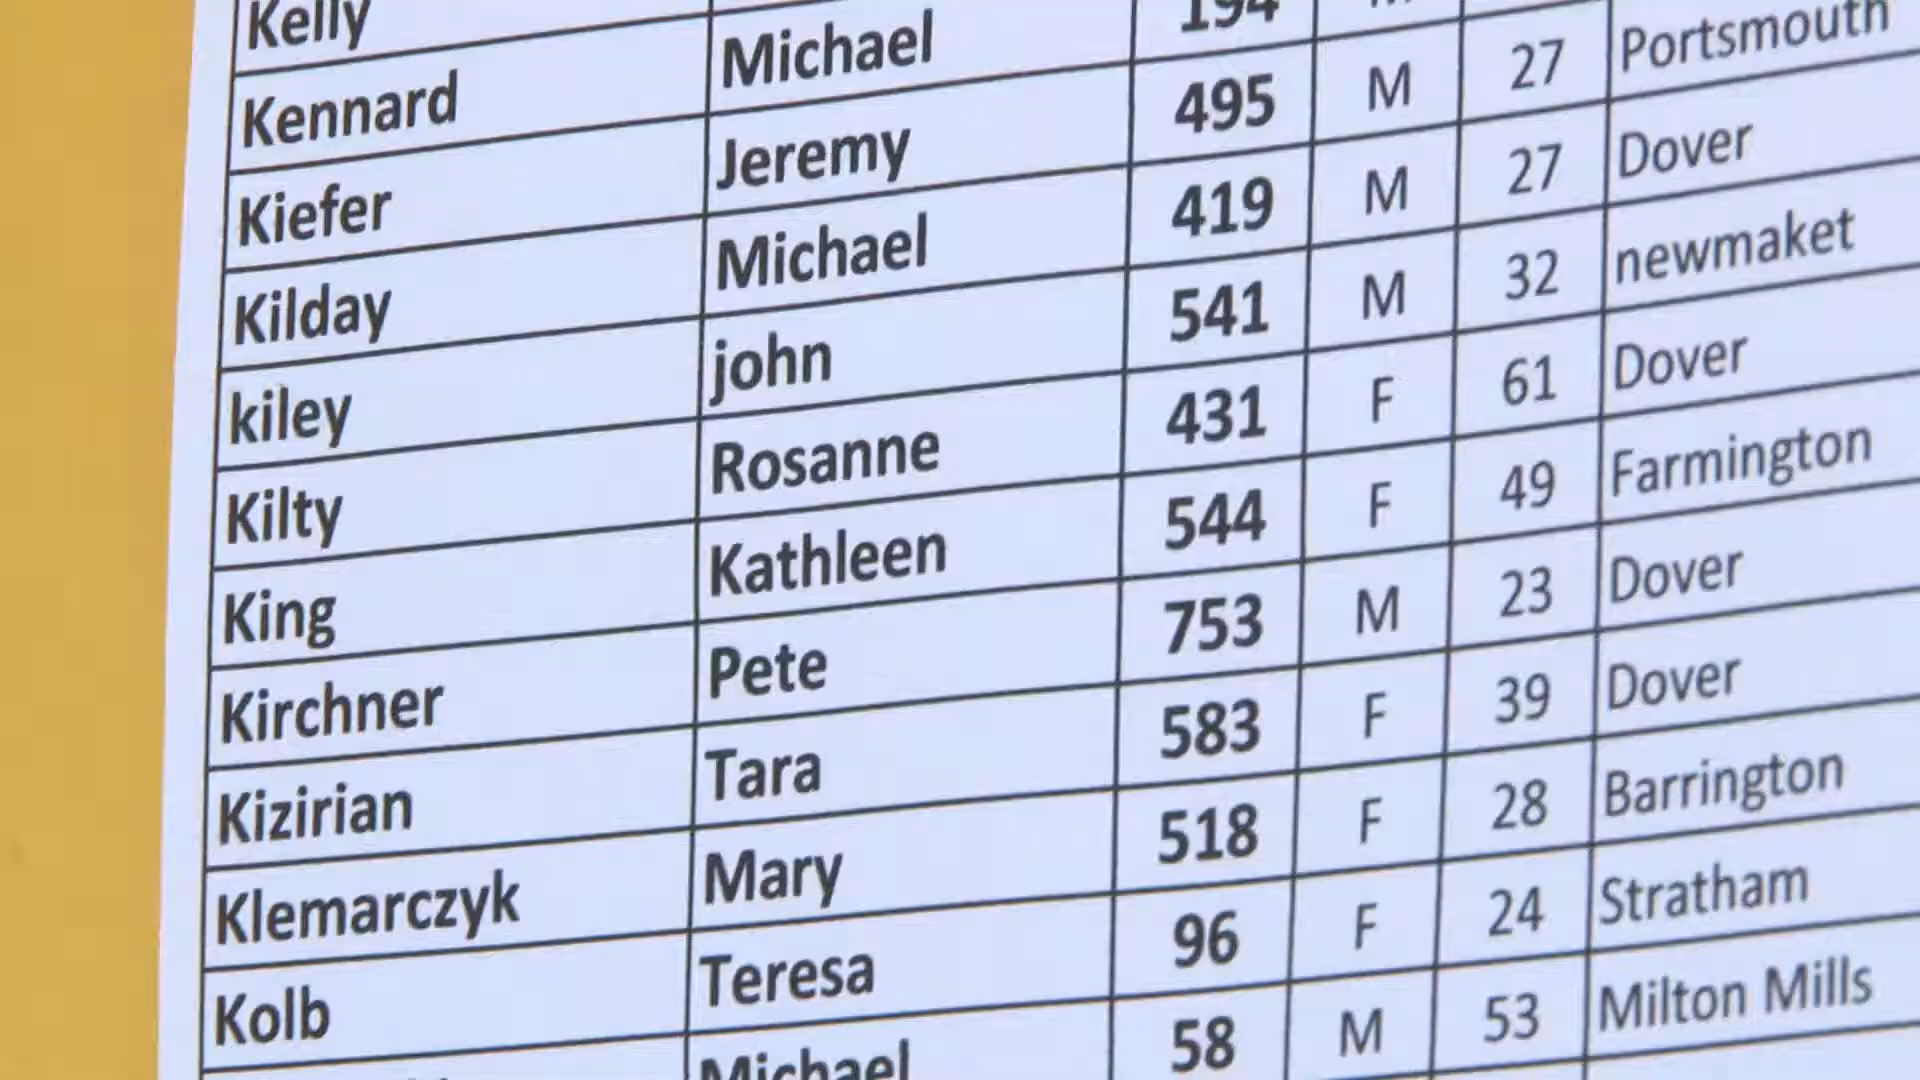 Kelly
Kennard Michael 194 M
Kiefer Jeremy 495 M 27 Portsmouth
Kilday Michael 419 M 27 Dover
kiley john 541 M 32 newmaket
Kilty Rosanne 431 F 61 Dover
King Kathleen 544 F 49 Farmington
Kirchner Pete 753 M 23 Dover
Kizirian Tara 583 F 39 Dover
Klemarczyk Mary 518 F 28 Barrington
Kolb Teresa 96 F 24 Stratham
Michael 58 M 53 Milton Mills